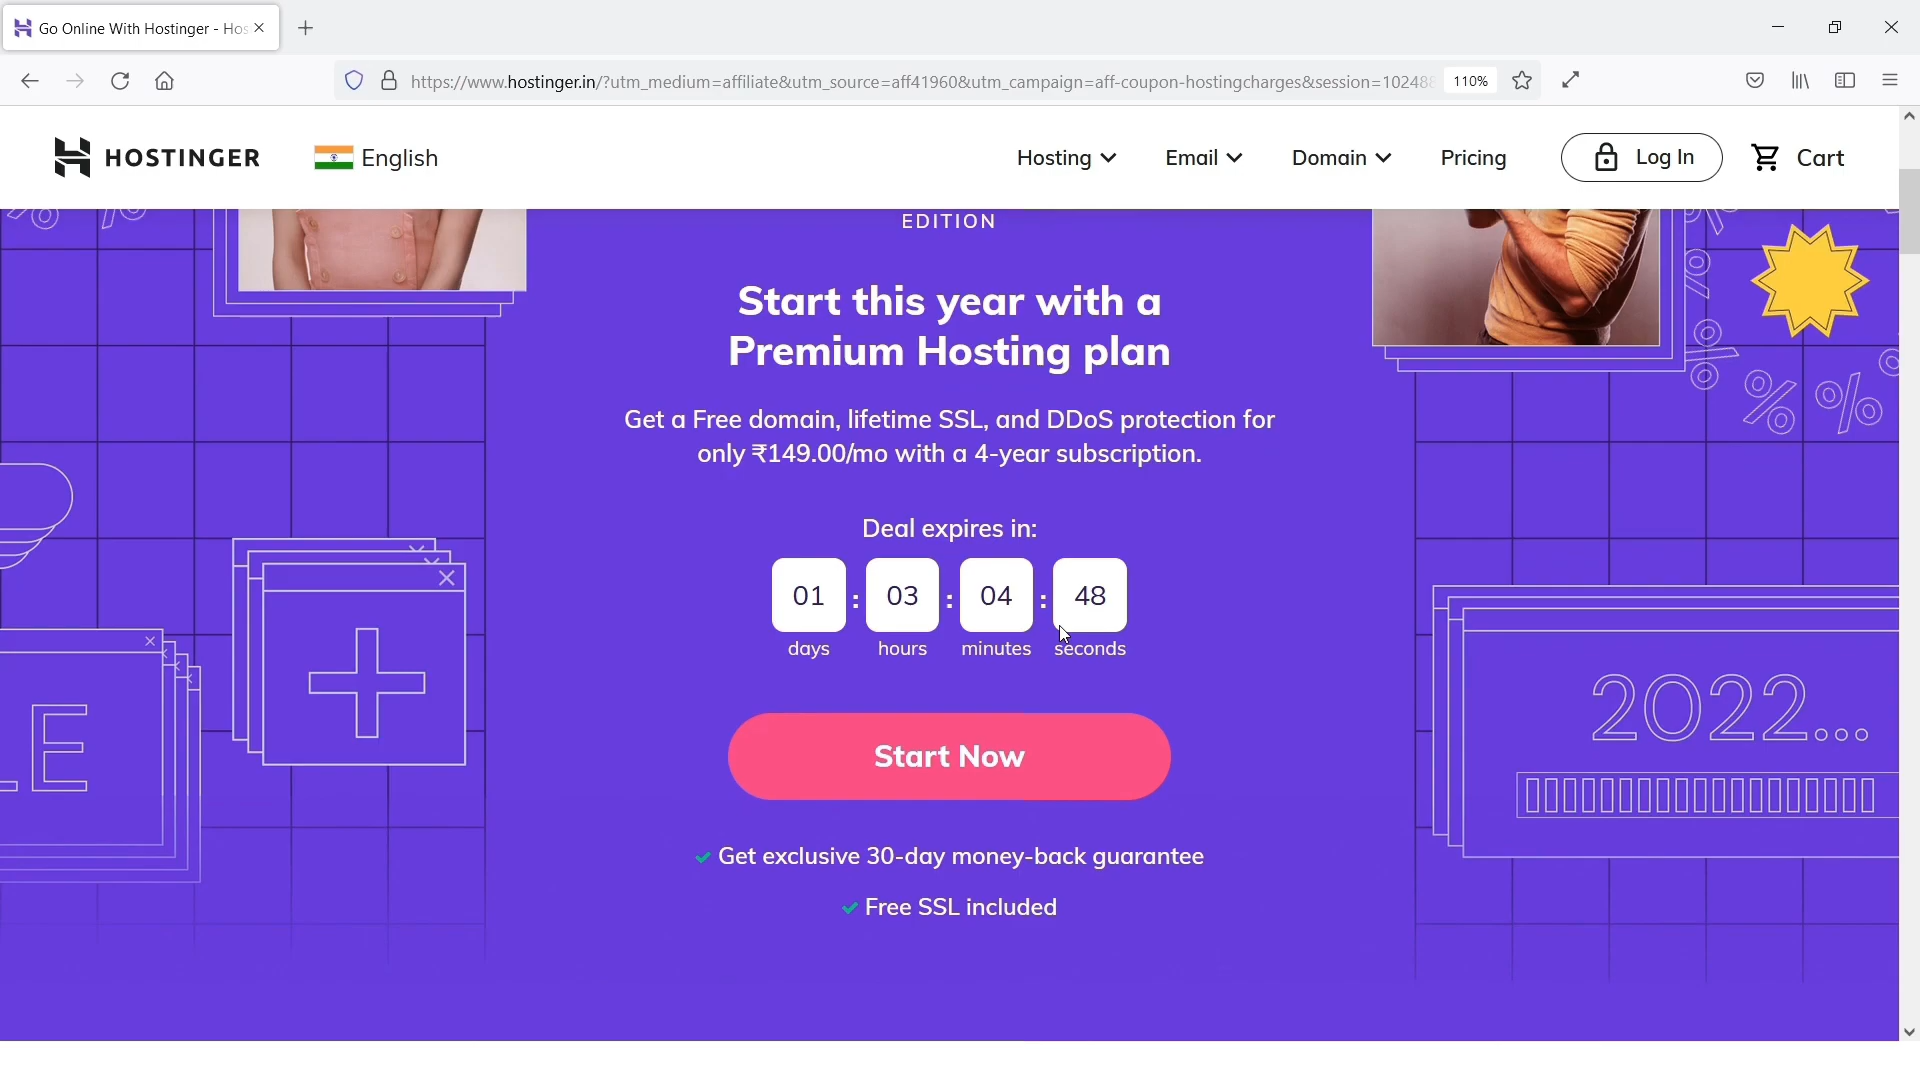 Go Online With Hostinger - Hos
https://www.hostinger.in/?utm_medium=affiliate&utm_source=aff41960&utm_campaign=aff-coupon-hostingcharges&session=10248
110%
HOSTINGER
English
Hosting
Email
Domain
Pricing
Log In
Cart
EDITION
Start this year with a
Premium Hosting plan
Get a Free domain, lifetime SSL, and DDoS protection for
only ₹149.00/mo with a 4-year subscription.
Deal expires in:
01 : 03 : 04 : 48
days hours minutes seconds
Start Now
Get exclusive 30-day money-back guarantee
Free SSL included
LE
2022...